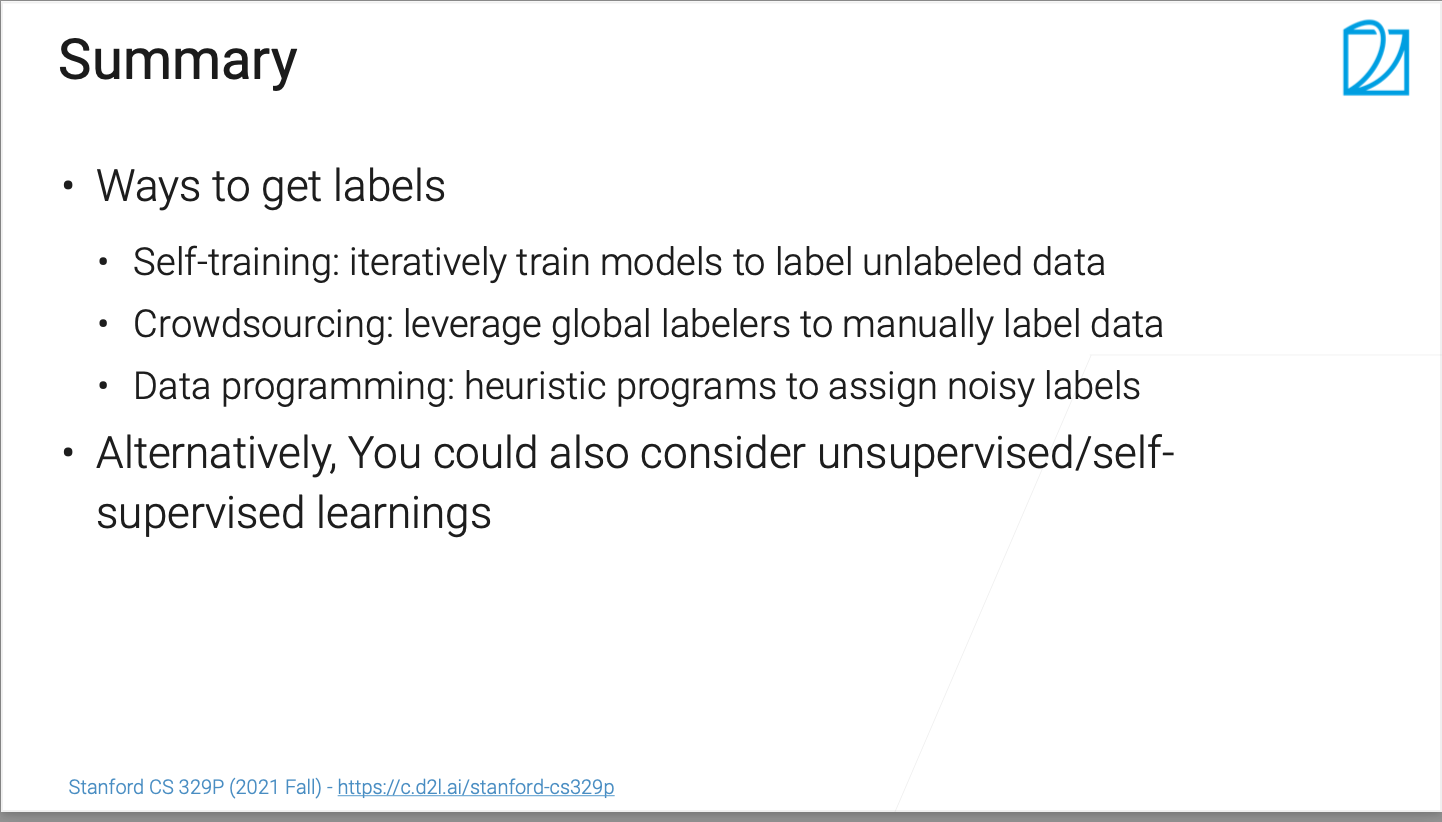 Summary
• Ways to get labels
• Self-training: iteratively train models to label unlabeled data
• Crowdsourcing: leverage global labelers to manually label data
• Data programming: heuristic programs to assign noisy labels
• Alternatively, You could also consider unsupervised/self-
supervised learnings
Stanford CS 329P (2021 Fall) - https://c.d2l.ai/stanford-cs329p